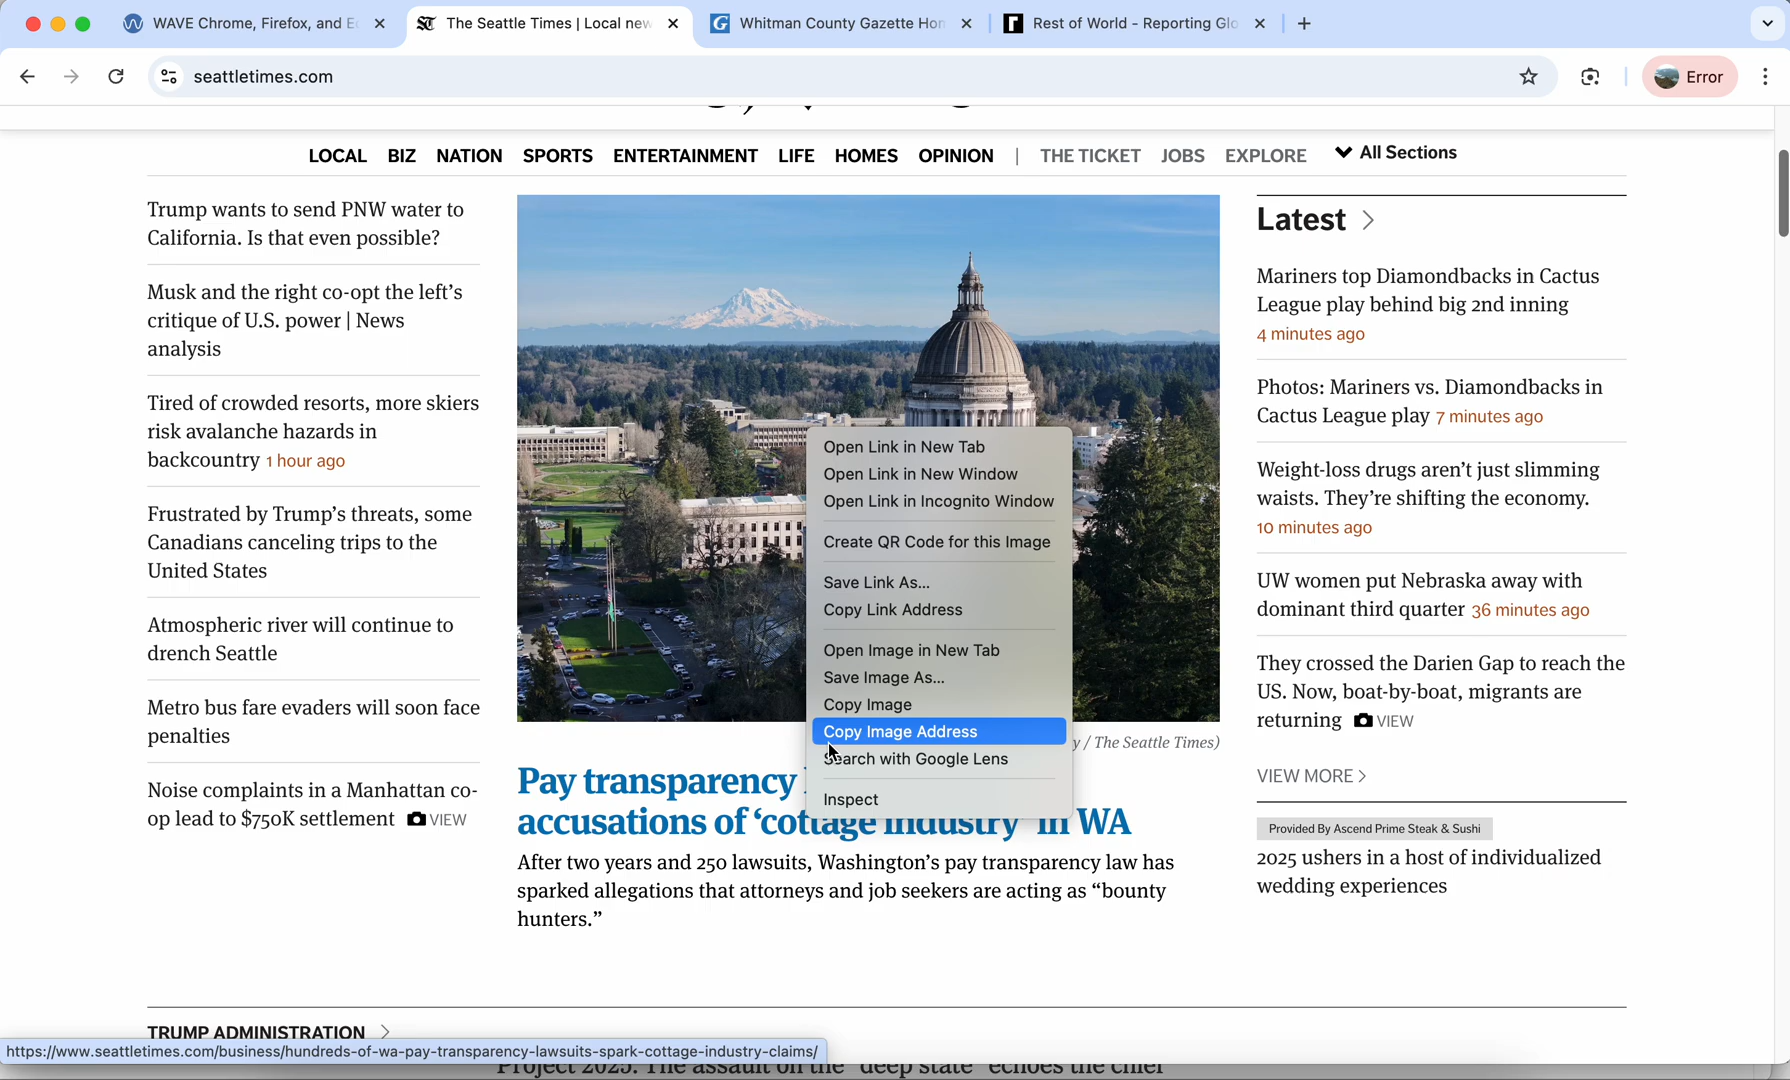 WAVE Chrome, Firefox, and E
The Seattle Times | Local new
Whitman County Gazette Hon
Rest of World - Reporting Glo
seattletimes.com
Error
LOCAL BIZ NATION SPORTS ENTERTAINMENT LIFE HOMES OPINION | THE TICKET JOBS EXPLORE All Sections
Trump wants to send PNW water to
California. Is that even possible?
Musk and the right co-opt the left's
critique of U.S. power | News
analysis
Tired of crowded resorts, more skiers
risk avalanche hazards in
backcountry 1 hour ago
Frustrated by Trump's threats, some
Canadians canceling trips to the
United States
Atmospheric river will continue to
drench Seattle
Metro bus fare evaders will soon face
penalties
Noise complaints in a Manhattan co-
op lead to $750K settlement VIEW
Open Link in New Tab
Open Link in New Window
Open Link in Incognito Window
Create QR Code for this Image
Save Link As...
Copy Link Address
Open Image in New Tab
Save Image As...
Copy Image
Copy Image Address
Search with Google Lens
Inspect
y / The Seattle Times)
Pay transparency
accusations of ‘cottage industry’ in WA
After two years and 250 lawsuits, Washington’s pay transparency law has
sparked allegations that attorneys and job seekers are acting as “bounty
hunters.”
Latest
Mariners top Diamondbacks in Cactus
League play behind big 2nd inning
4 minutes ago
Photos: Mariners vs. Diamondbacks in
Cactus League play 7 minutes ago
Weight-loss drugs aren’t just slimming
waists. They’re shifting the economy.
10 minutes ago
UW women put Nebraska away with
dominant third quarter 36 minutes ago
They crossed the Darien Gap to reach the
US. Now, boat-by-boat, migrants are
returning VIEW
VIEW MORE
Provided By Ascend Prime Steak & Sushi
2025 ushers in a host of individualized
wedding experiences
TRUMP ADMINISTRATION
https://www.seattletimes.com/business/hundreds-of-wa-pay-transparency-lawsuits-spark-cottage-industry-claims/
Project 2025: The assault on the ‘deep state’ echoes the chief